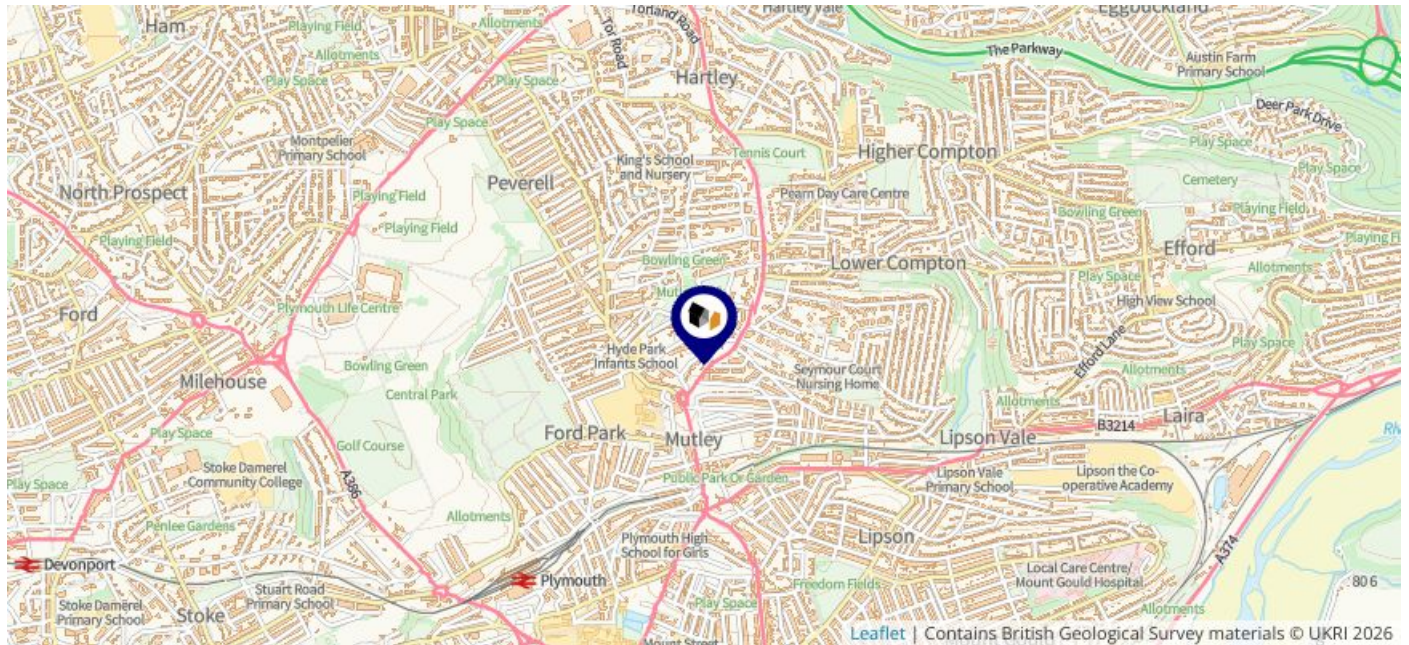 Ham
Playing Field
Allotments
Allotments
Tor Road
Torland Road
Hartley Vale
Eggbuckland
The Parkway
Austin Farm
Primary School
Play Space
Play Space
Hartley
Deer Park Drive
Play Space
Montpelier
Primary School
Tennis Court
Higher Compton
Play Space
King's School
and Nursery
Play Space
North Prospect
Playing Field
Peverell
Pearn Day Care Centre
Cemetery
Bowling Green
Playing Field
Playing Field
Playing Field
Efford
Bowling Green
Lower Compton
Play Space
Allotments
High View School
Ford
Plymouth Life Centre
Efford Lane
Play Space
Hyde Park
Infants School
Seymour Court
Nursing Home
Bowling Green
Allotments
Milehouse
Central Park
Allotments
Laira
B3214
Play Space
Ford Park
Mutley
Lipson Vale
Golf Course
Stoke Damerel
Community College
Public Park Or Garden
Lipson Vale
Primary School
Lipson the Co-
operative Academy
Play Space
A386
Penlee Gardens
Allotments
Plymouth High
School for Girls
Lipson
A374
Devonport
Plymouth
Local Care Centre/
Mount Gould Hospital
80 6
Stuart Road
Primary School
Freedom Fields
Stoke Damerel
Primary School
Stoke
Play Space
Allotments
Mount Street
Leaflet | Contains British Geological Survey materials © UKRI 2026